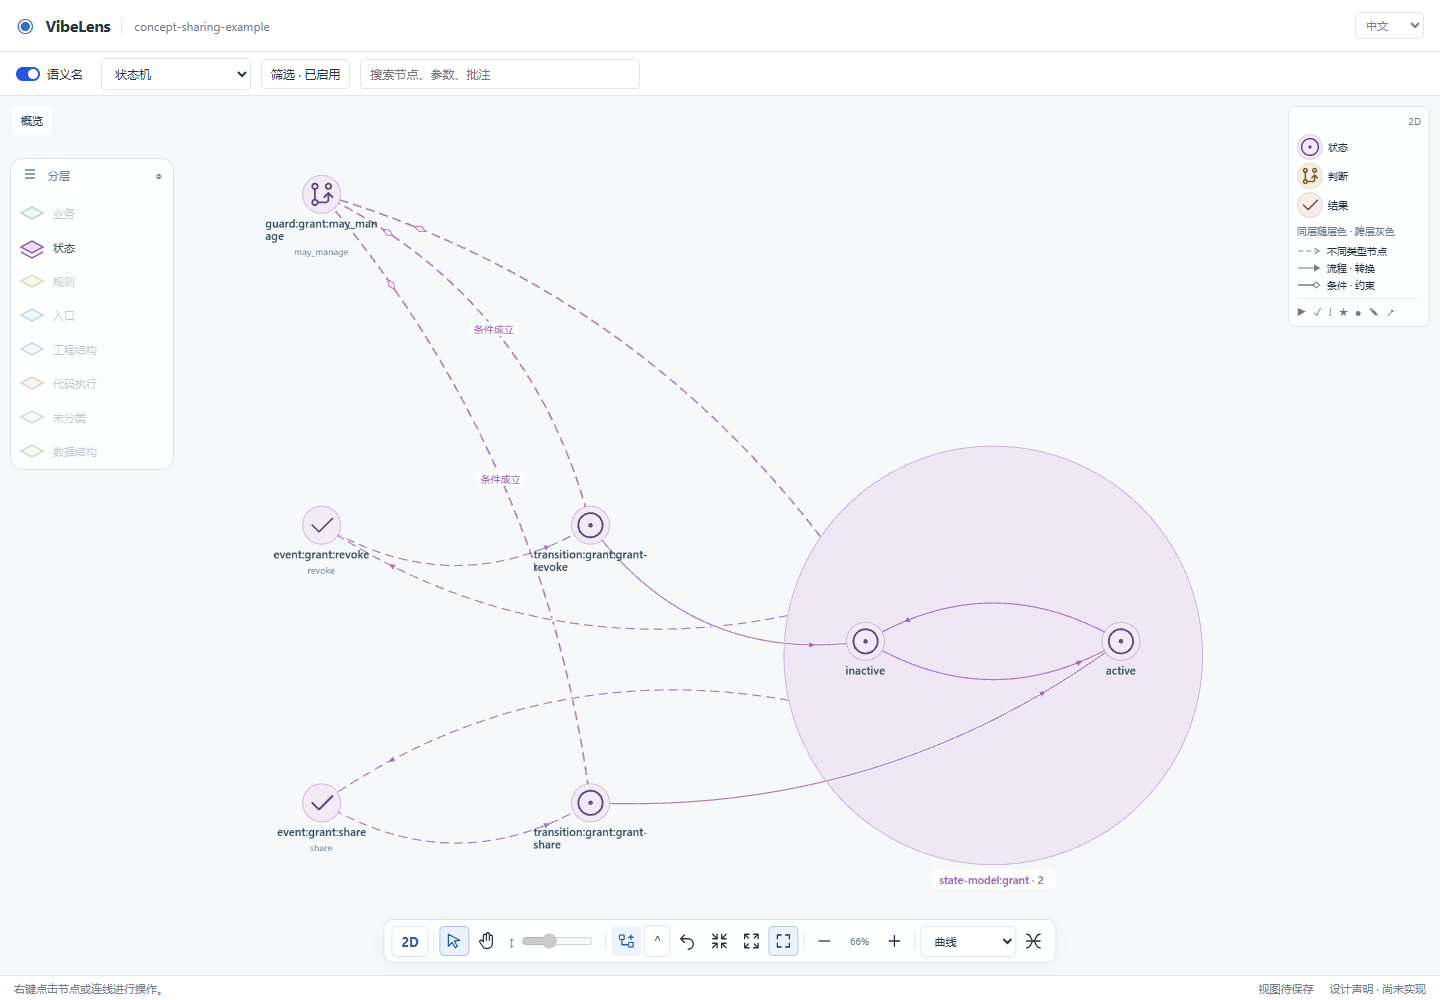 VibeLens
concept-sharing-example
中文
语义名
状态机
筛选 · 已启用
搜索节点、参数、批注
概览
分层
业务
状态
规则
入口
工程结构
代码执行
未分类
数据结构
2D
状态
判断
结果
同层随层色 · 跨层灰色
不同类型节点
流程 · 转换
条件 · 约束
guard:grant:may_man
age
may_manage
条件成立
条件成立
event:grant:revoke
revoke
transition:grant:grant-
revoke
inactive
active
event:grant:share
share
transition:grant:grant-
share
state-model:grant · 2
2D
66%
曲线
右键点击节点或连线进行操作。
视图待保存
设计声明 · 尚未实现